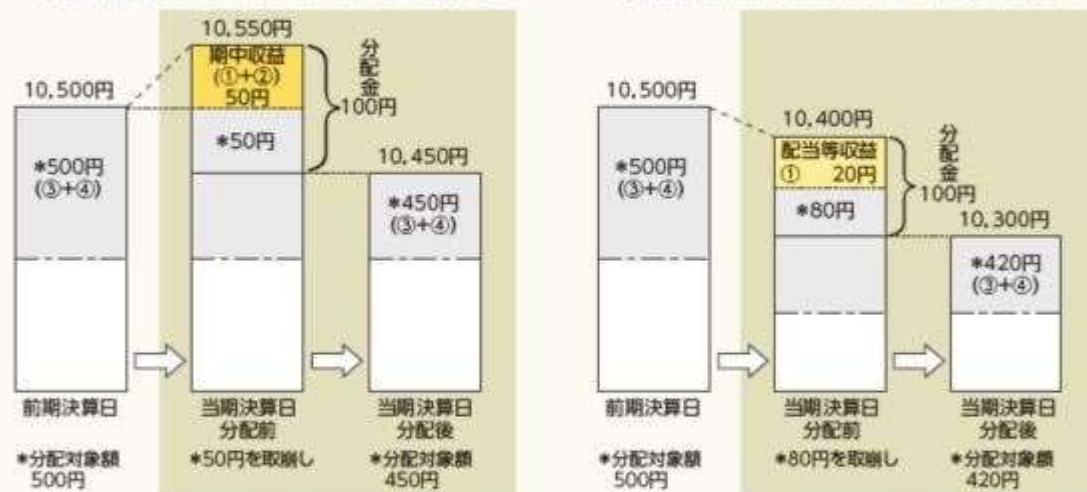 10,550円
期中収益
(①+②)
50円
*50円
分配金
100円
10,500円
*500円
(③+④)
10,450円
*450円
(③+④)
前期決算日
当期決算日
分配前
当期決算日
分配後
*分配対象額
500円
*50円を取崩し
*分配対象額
450円
10,500円
*500円
(③+④)
10,400円
配当等収益
① 20円
*80円
分配金
100円
10,300円
*420円
(③+④)
前期決算日
当期決算日
分配前
当期決算日
分配後
*分配対象額
500円
*80円を取崩し
*分配対象額
420円